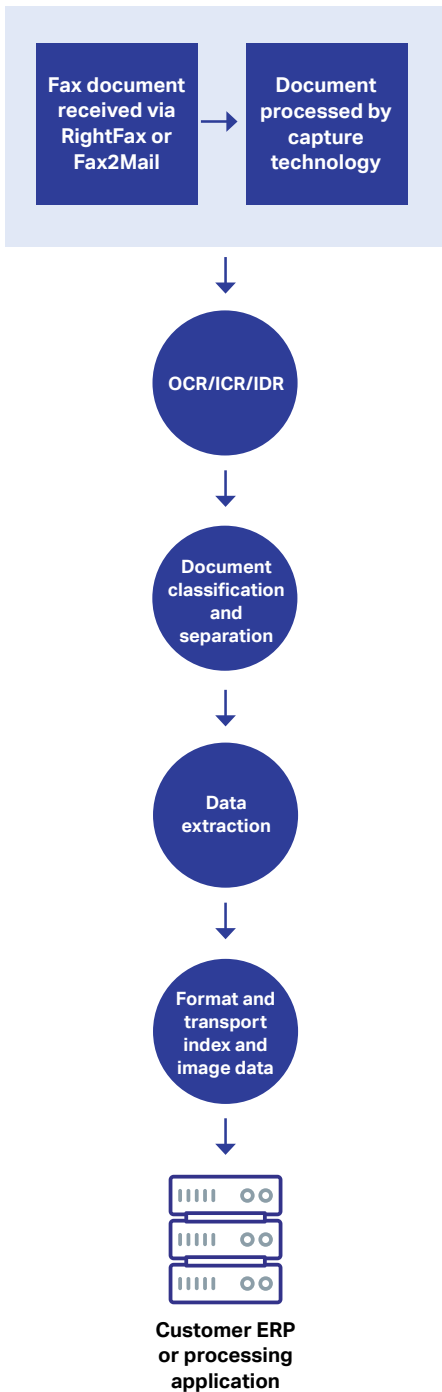 Fax document
received via
RightFax or
Fax2Mail
Document
processed by
capture
technology
OCR/ICR/IDR
Document
classification
and
separation
Data
extraction
Format and
transport
index and
image data
Customer ERP
or processing
application